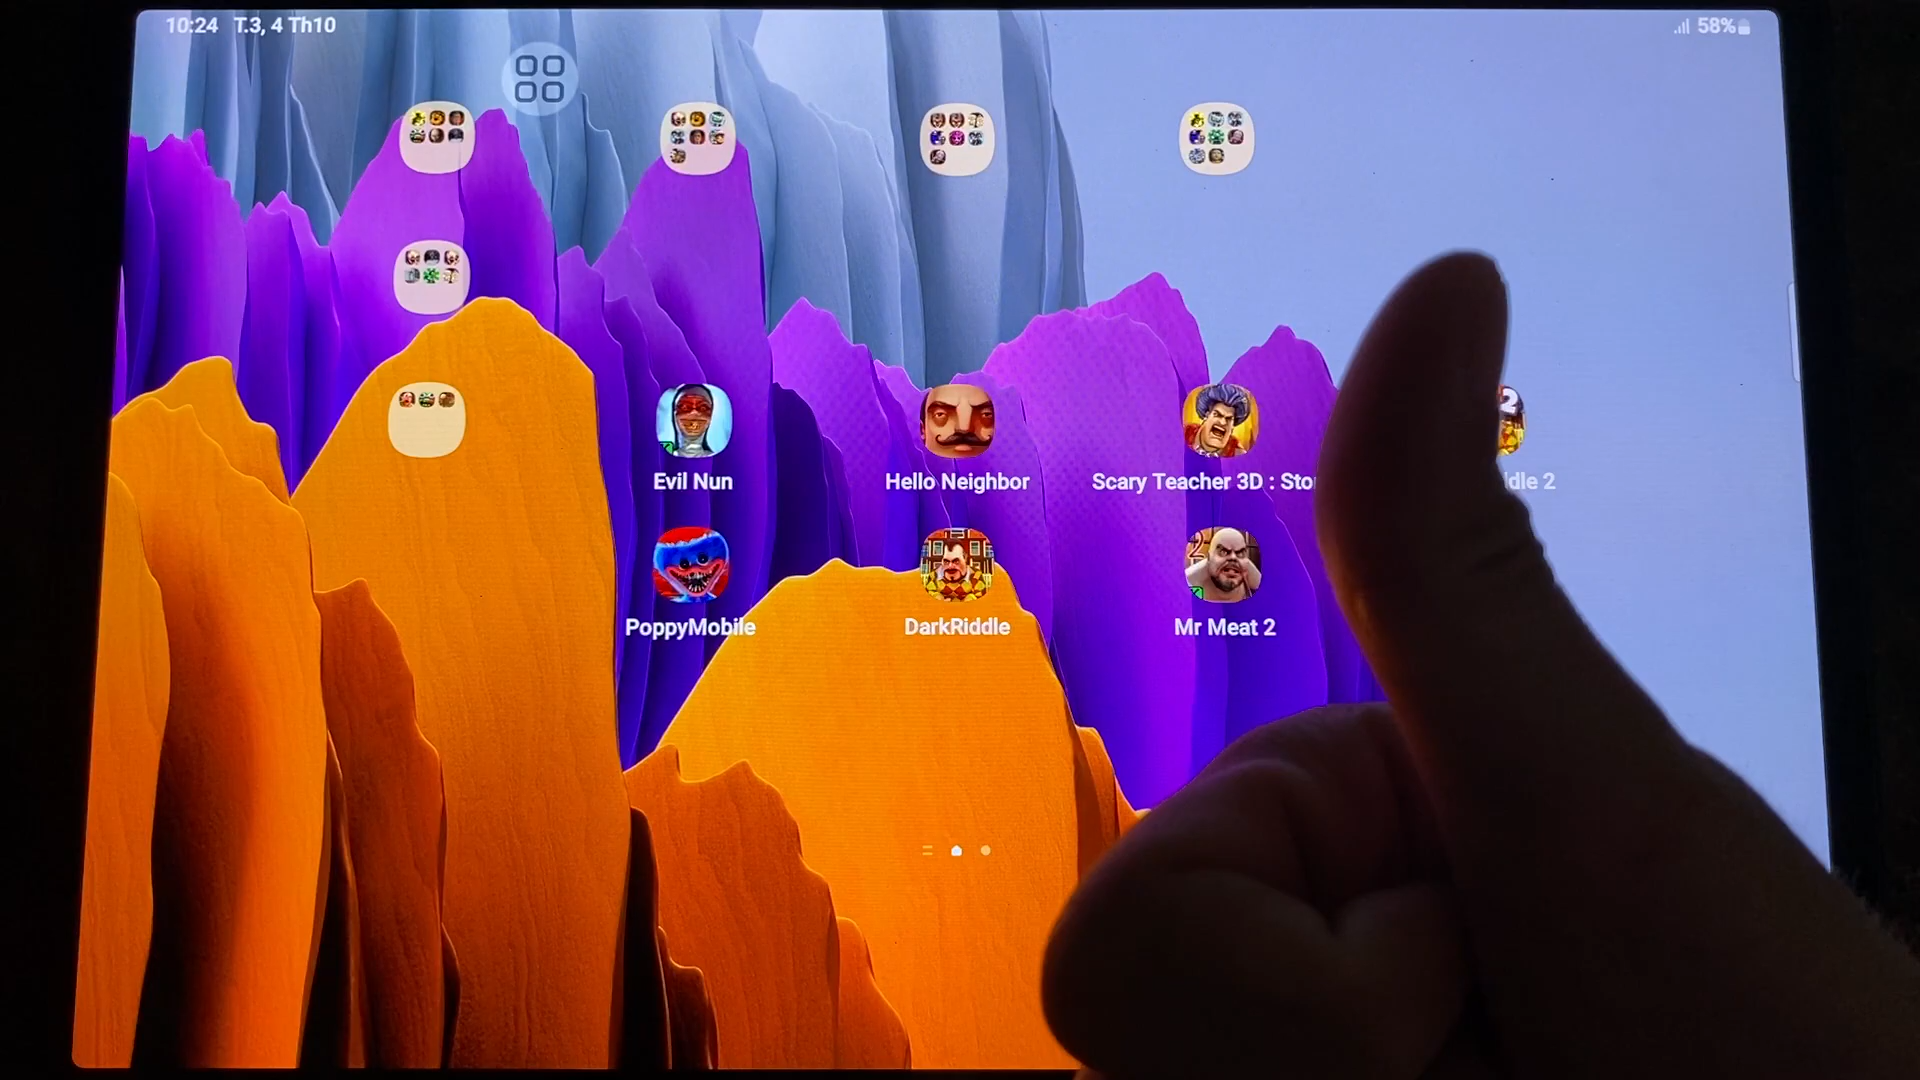 10:24 T.3, 4 Th10
58%
Evil Nun
Hello Neighbor
Scary Teacher 3D : Sto
dle 2
PoppyMobile
DarkRiddle
Mr Meat 2